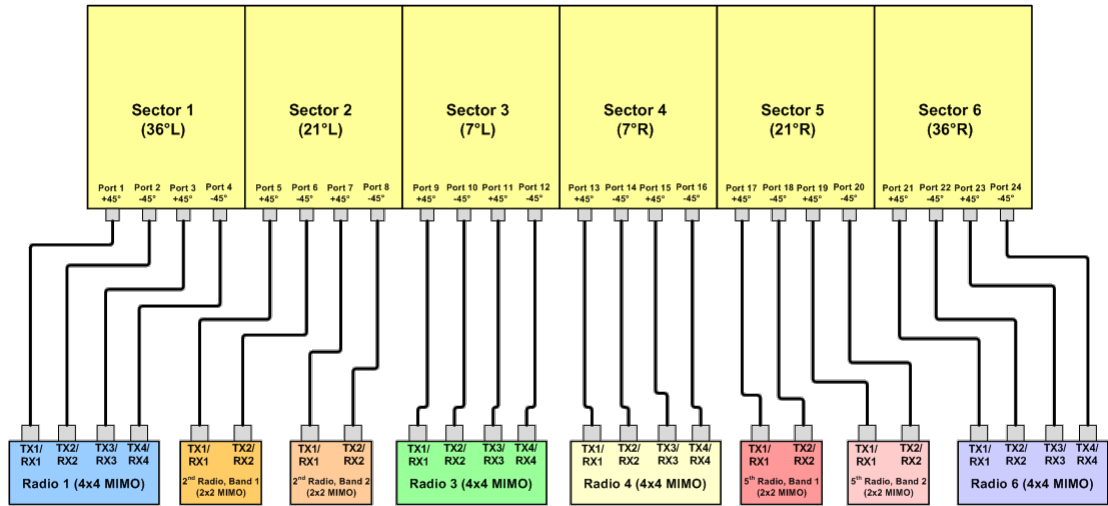 Sector 1
(36°L)
Sector 2
(21°L)
Sector 3
(7°L)
Sector 4
(7°R)
Sector 5
(21°R)
Sector 6
(36°R)
Port 1 Port 2 Port 3 Port 4 Port 5 Port 6 Port 7 Port 8 Port 9 Port 10 Port 11 Port 12 Port 13 Port 14 Port 15 Port 16 Port 17 Port 18 Port 19 Port 20 Port 21 Port 22 Port 23 Port 24
+45° -45° +45° -45° +45° -45° +45° -45° +45° -45° +45° -45° +45° -45° +45° -45° +45° -45° +45° -45° +45° -45° +45° -45°
TX1/ TX2/ TX3/ TX4/
RX1 RX2 RX3 RX4
Radio 1 (4x4 MIMO)
TX1/ TX2/
RX1 RX2
2nd Radio, Band 1
(2x2 MIMO)
TX1/ TX2/
RX1 RX2
2nd Radio, Band 2
(2x2 MIMO)
TX1/ TX2/ TX3/ TX4/
RX1 RX2 RX3 RX4
Radio 3 (4x4 MIMO)
TX1/ TX2/ TX3/ TX4/
RX1 RX2 RX3 RX4
Radio 4 (4x4 MIMO)
TX1/ TX2/
RX1 RX2
5th Radio, Band 1
(2x2 MIMO)
TX1/ TX2/
RX1 RX2
5th Radio, Band 2
(2x2 MIMO)
TX1/ TX2/ TX3/ TX4/
RX1 RX2 RX3 RX4
Radio 6 (4x4 MIMO)